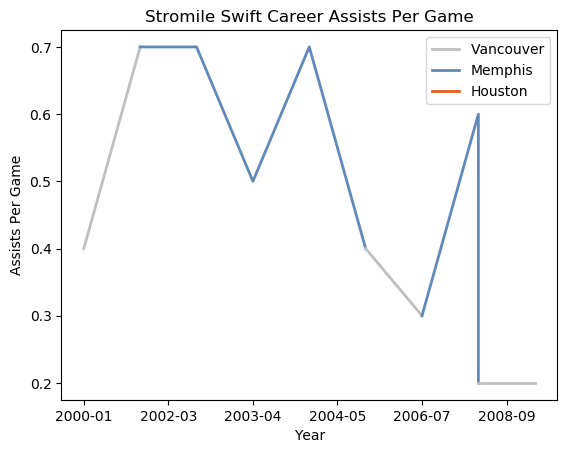 Stromile Swift Career Assists Per Game
Vancouver
Memphis
Houston
0.7
0.6
0.5
0.4
0.3
0.2
Assists Per Game
2000-01 2002-03 2003-04 2004-05 2006-07 2008-09
Year